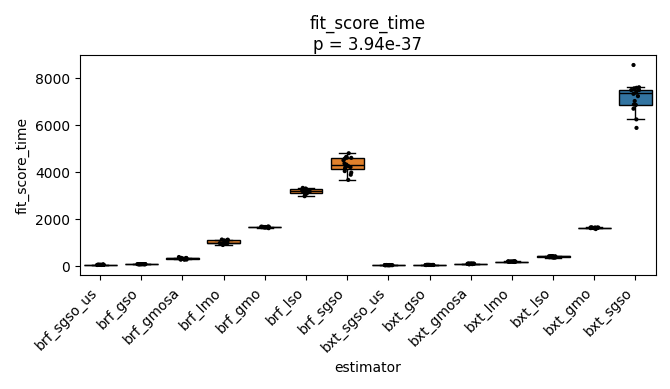 fit_score_time
p = 3.94e-37
fit_score_time
8000
6000
4000
2000
0
brf_sgso_us
brf_gso
brf_gmosa
brf_lmo
brf_gmo
brf_lso
brf_sgso
bxt_sgso_us
bxt_gso
bxt_gmosa
bxt_lmo
bxt_lso
bxt_gmo
bxt_sgso
estimator